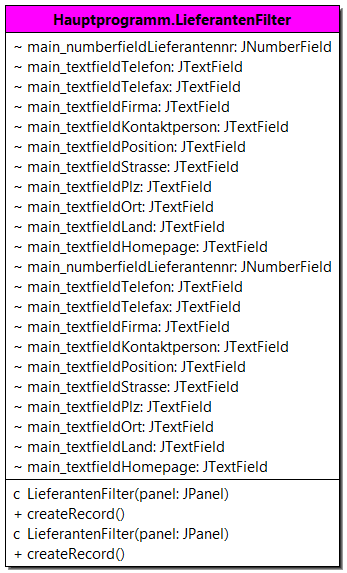 Hauptprogramm.LieferantenFilter
~ main_numberfieldLieferantennr: JNumberField
~ main_textfieldTelefon: JTextField
~ main_textfieldTelefax: JTextField
~ main_textfieldFirma: JTextField
~ main_textfieldKontaktperson: JTextField
~ main_textfieldPosition: JTextField
~ main_textfieldStrasse: JTextField
~ main_textfieldPlz: JTextField
~ main_textfieldOrt: JTextField
~ main_textfieldLand: JTextField
~ main_textfieldHomepage: JTextField
~ main_numberfieldLieferantennr: JNumberField
~ main_textfieldTelefon: JTextField
~ main_textfieldTelefax: JTextField
~ main_textfieldFirma: JTextField
~ main_textfieldKontaktperson: JTextField
~ main_textfieldPosition: JTextField
~ main_textfieldStrasse: JTextField
~ main_textfieldPlz: JTextField
~ main_textfieldOrt: JTextField
~ main_textfieldLand: JTextField
~ main_textfieldHomepage: JTextField
c LieferantenFilter(panel: JPanel)
+ createRecord()
c LieferantenFilter(panel: JPanel)
+ createRecord()